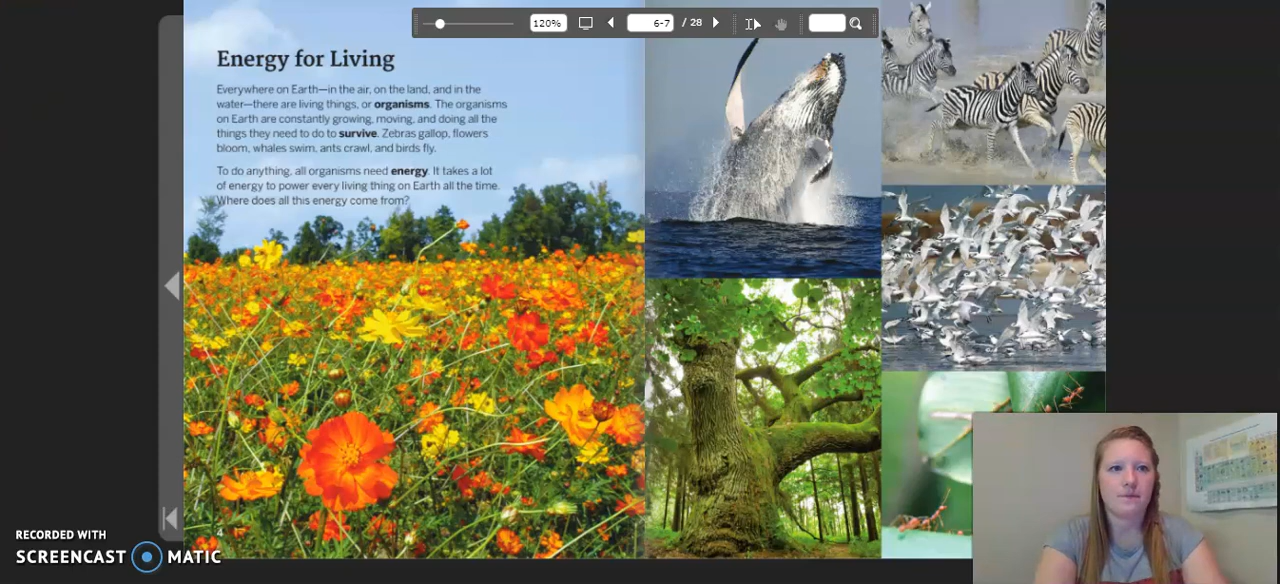 120%
6-7 / 28
Energy for Living
Everywhere on Earth—in the air, on the land, and in the
water—there are living things, or organisms. The organisms
on Earth are constantly growing, moving, and doing all the
things they need to do to survive. Zebras gallop, flowers
bloom, whales swim, ants crawl, and birds fly.
To do anything, all organisms need energy. It takes a lot
of energy to power every living thing on Earth all the time.
Where does all this energy come from?
4
RECORDED WITH
SCREENCAST MATIC